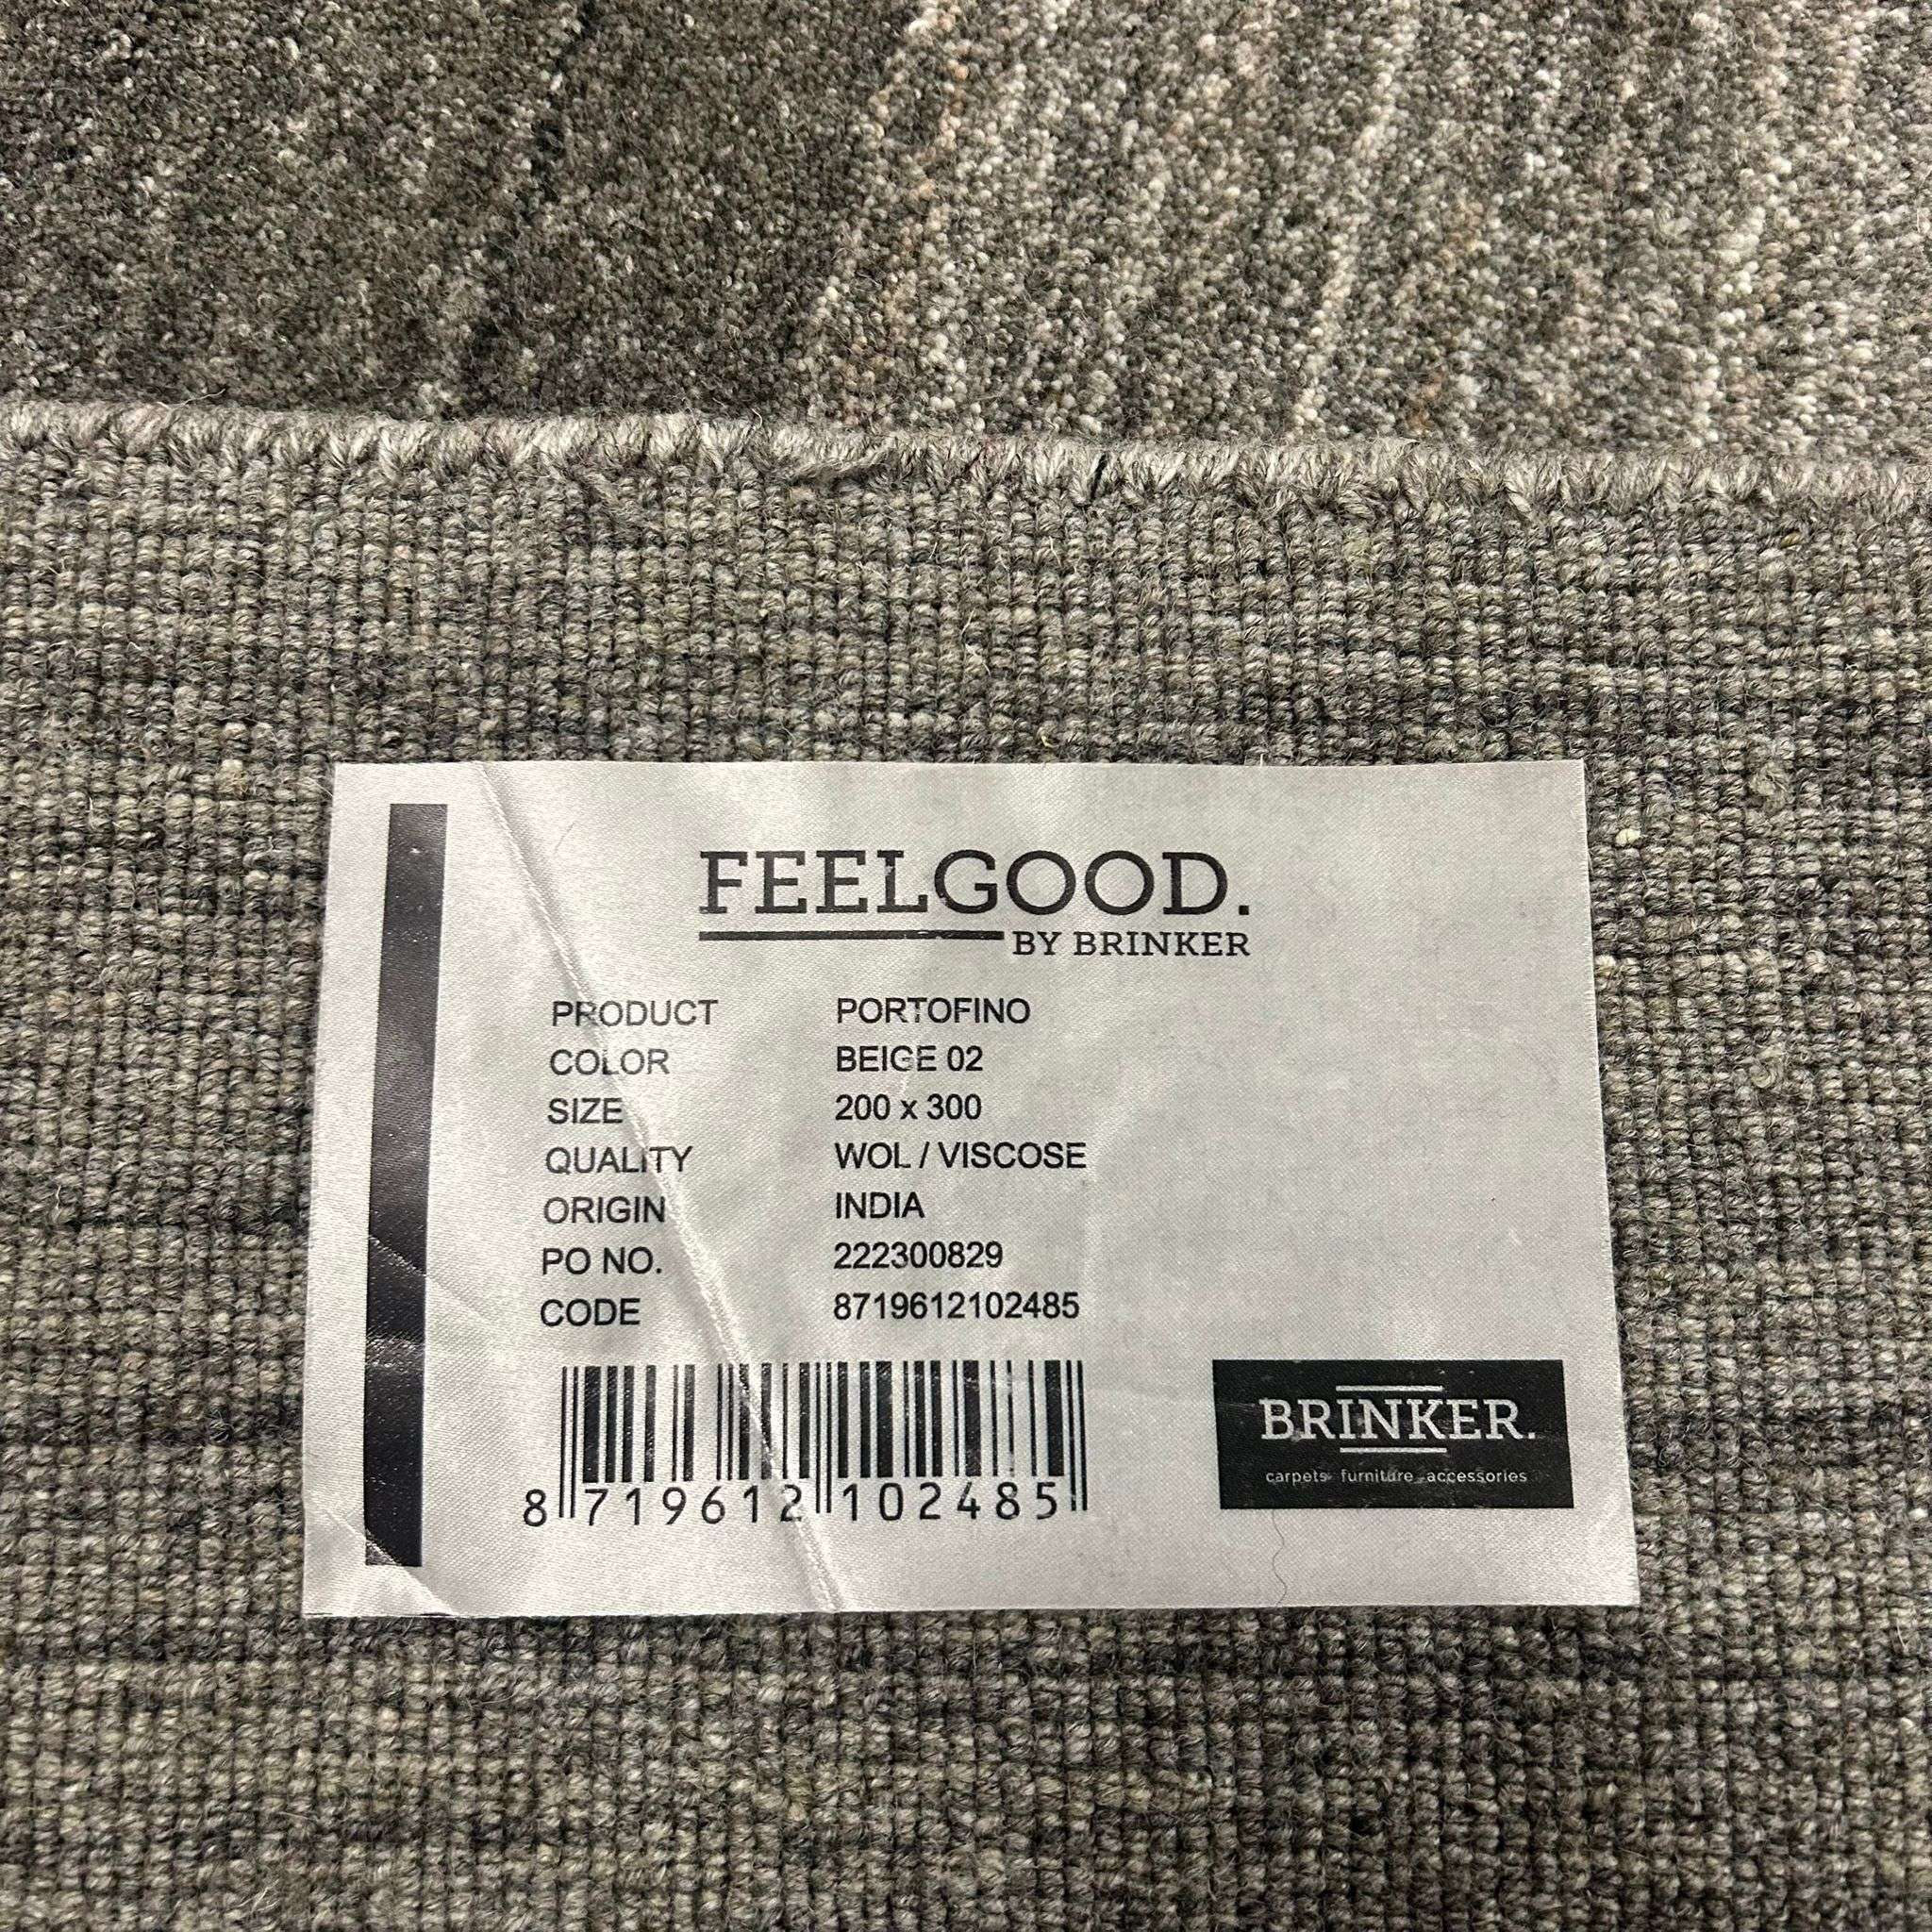 FEELGOOD.
BY BRINKER
PRODUCT PORTOFINO
COLOR BEIGE 02
SIZE 200 x 300
QUALITY WOL / VISCOSE
ORIGIN INDIA
PO NO. 222300829
CODE 8719612102485
8 719612 102485
BRINKER.
carpets furniture accessories